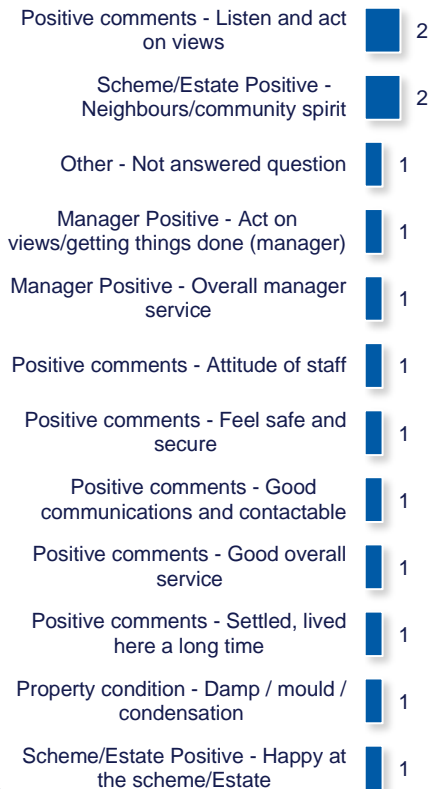 Positive comments - Listen and act
on views
2
Scheme/Estate Positive -
Neighbours/community spirit
2
Other - Not answered question
1
Manager Positive - Act on
views/getting things done (manager)
1
Manager Positive - Overall manager
service
1
Positive comments - Attitude of staff
1
Positive comments - Feel safe and
secure
1
Positive comments - Good
communications and contactable
1
Positive comments - Good overall
service
1
Positive comments - Settled, lived
here a long time
1
Property condition - Damp / mould /
condensation
1
Scheme/Estate Positive - Happy at
the scheme/Estate
1